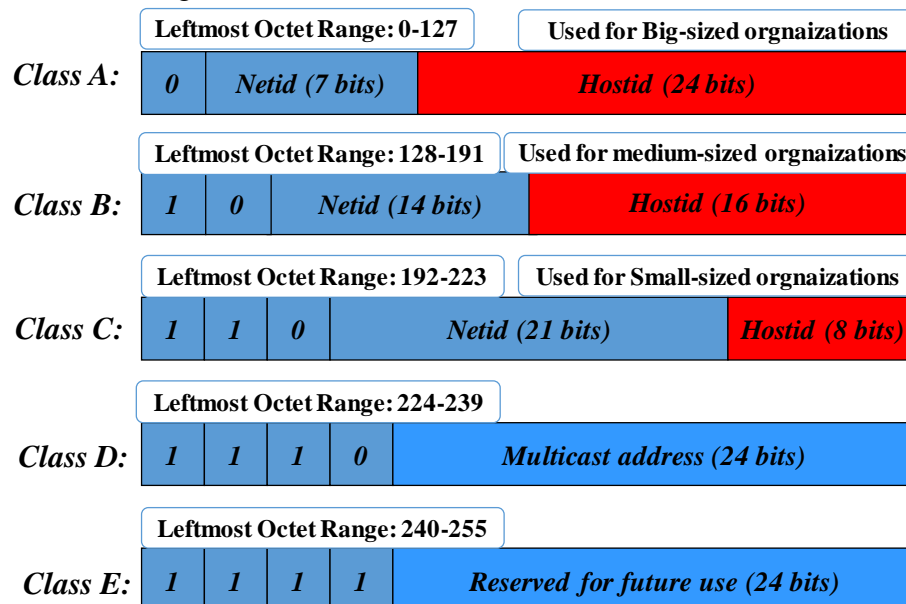 Leftmost Octet Range: 0-127 Used for Big-sized orgnaizations
Class A: 0 Netid (7 bits) Hostid (24 bits)
Leftmost Octet Range: 128-191 Used for medium-sized orgnaizations
Class B: 1 0 Netid (14 bits) Hostid (16 bits)
Leftmost Octet Range: 192-223 Used for Small-sized orgnaizations
Class C: 1 1 0 Netid (21 bits) Hostid (8 bits)
Leftmost Octet Range: 224-239
Class D: 1 1 1 0 Multicast address (24 bits)
Leftmost Octet Range: 240-255
Class E: 1 1 1 1 Reserved for future use (24 bits)